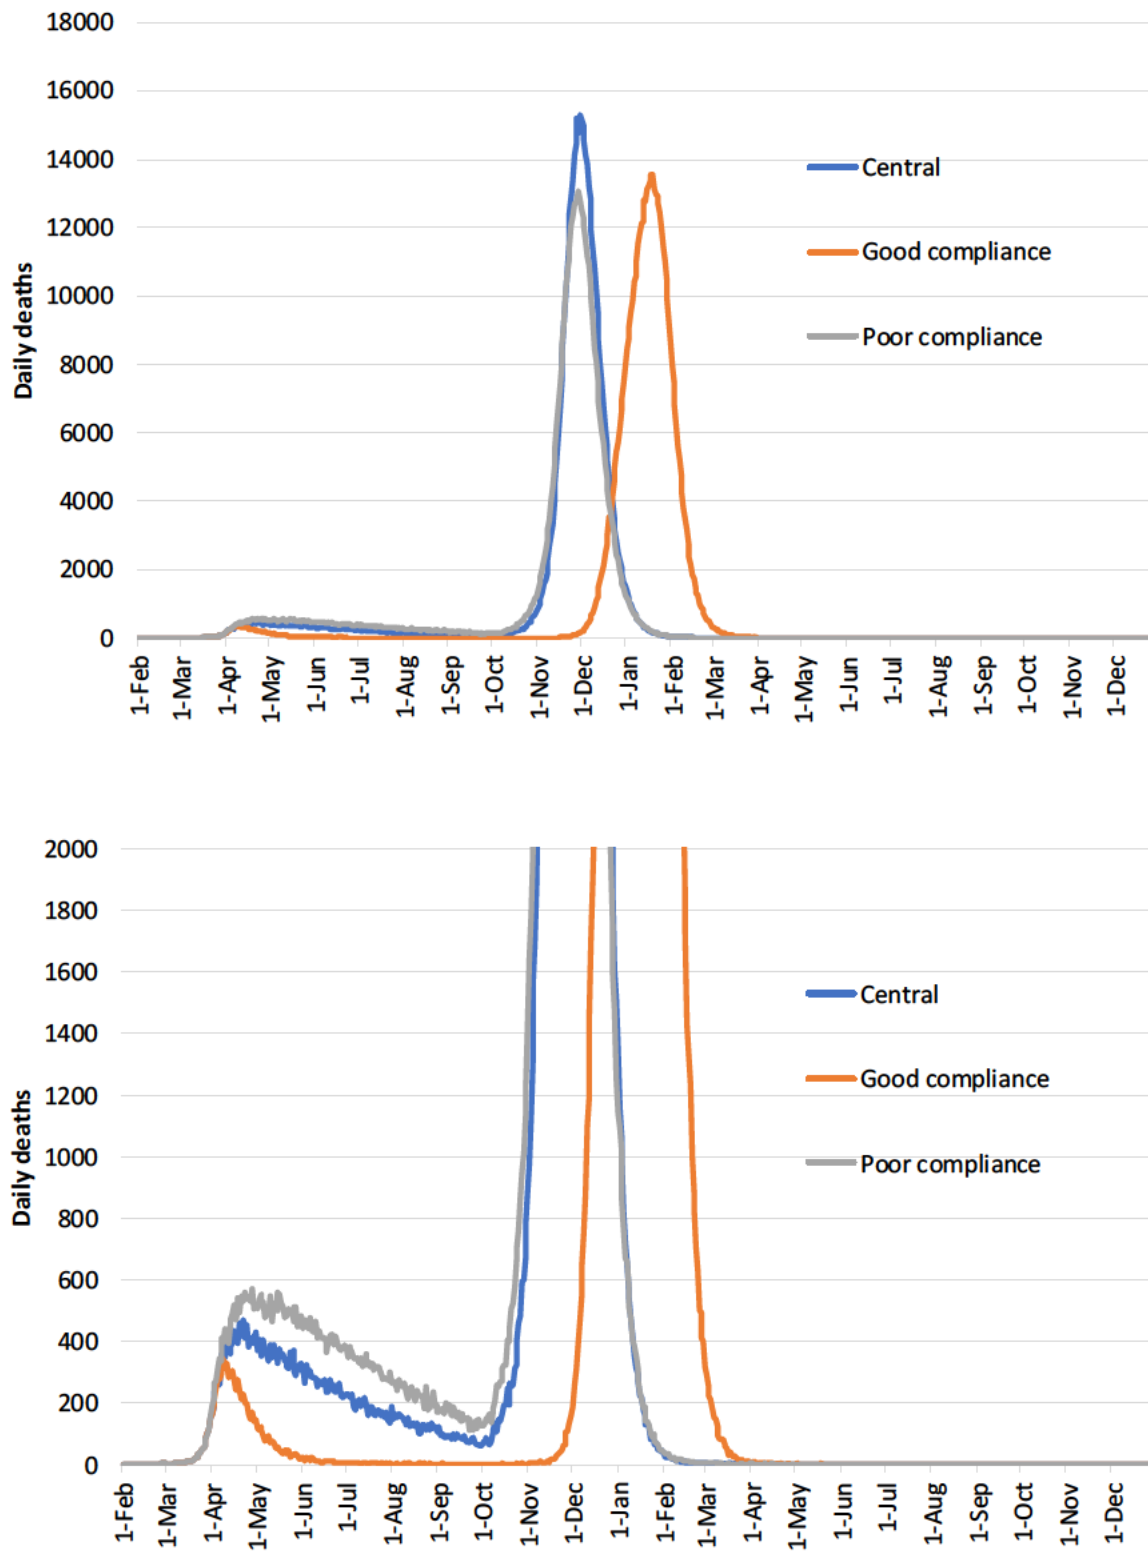 18000
16000
14000
12000
10000
8000
6000
4000
2000
0
Daily deaths
Central
Good compliance
Poor compliance
1-Feb
1-Mar
1-Apr
1-May
1-Jun
1-Jul
1-Aug
1-Sep
1-Oct
1-Nov
1-Dec
1-Jan
1-Feb
1-Mar
1-Apr
1-May
1-Jun
1-Jul
1-Aug
1-Sep
1-Oct
1-Nov
1-Dec
2000
1800
1600
1400
1200
1000
800
600
400
200
0
Daily deaths
Central
Good compliance
Poor compliance
1-Feb
1-Mar
1-Apr
1-May
1-Jun
1-Jul
1-Aug
1-Sep
1-Oct
1-Nov
1-Dec
1-Jan
1-Feb
1-Mar
1-Apr
1-May
1-Jun
1-Jul
1-Aug
1-Sep
1-Oct
1-Nov
1-Dec